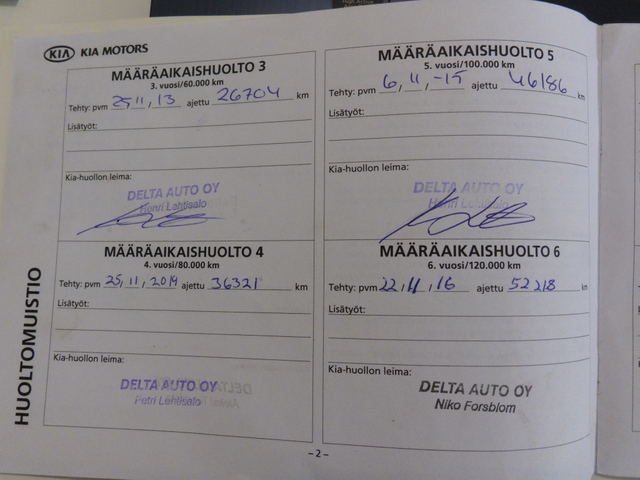 KIA KIA MOTORS
HUOLTOMUISTIO
MÄÄRÄAIKAISHUOLTO 3
3. vuosi/60.000 km
Tehty: pvm 25,11,13 ajettu 26704 km
Lisätyöt:
Kia-huollon leima:
DELTA AUTO OY
Henri Lehtisalo
MÄÄRÄAIKAISHUOLTO 4
4. vuosi/80.000 km
Tehty: pvm 25,11,2014 ajettu 36321 km
Lisätyöt:
Kia-huollon leima:
DELTA AUTO OY
Petri Lehtisalo
MÄÄRÄAIKAISHUOLTO 5
5. vuosi/100.000 km
Tehty: pvm 6,11,-15 ajettu 46186 km
Lisätyöt:
Kia-huollon leima:
DELTA AUTO OY
Henri Lehtisalo
MÄÄRÄAIKAISHUOLTO 6
6. vuosi/120.000 km
Tehty: pvm 22,11,16 ajettu 52218 km
Lisätyöt:
Kia-huollon leima:
DELTA AUTO OY
Niko Forsblom
-2-